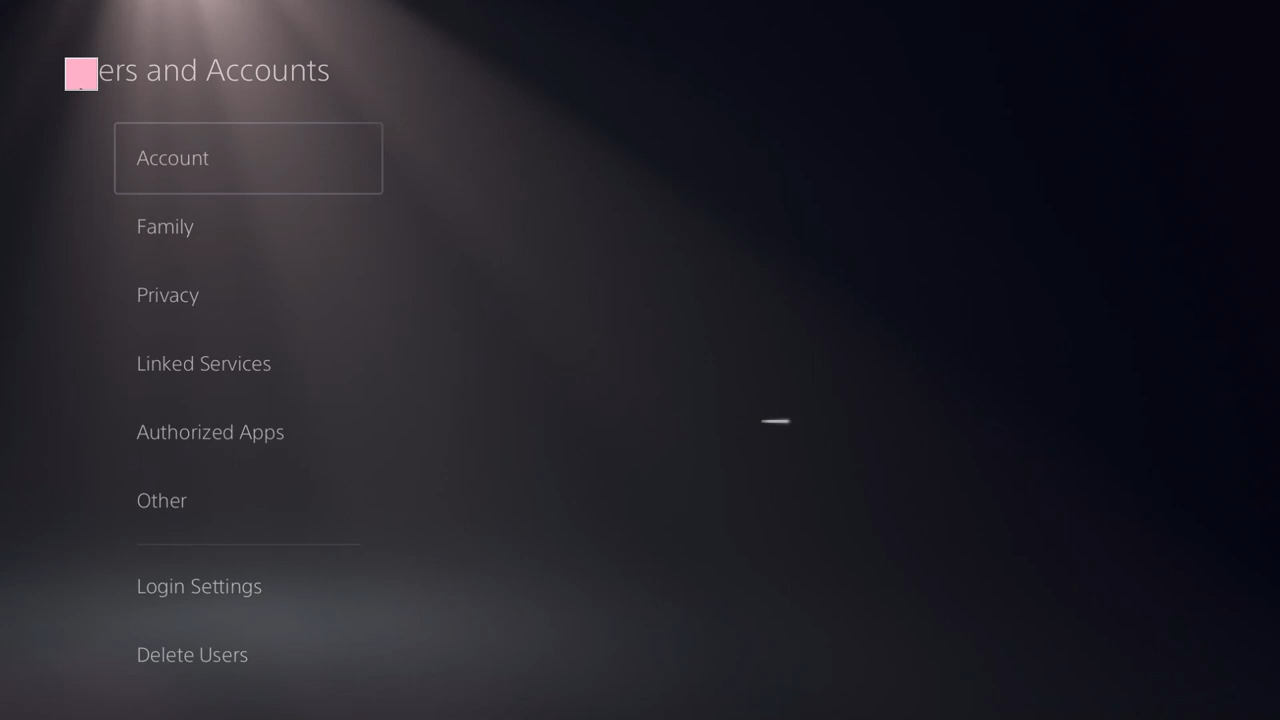 ers and Accounts
Account
Family
Privacy
Linked Services
Authorized Apps
Other
Login Settings
Delete Users